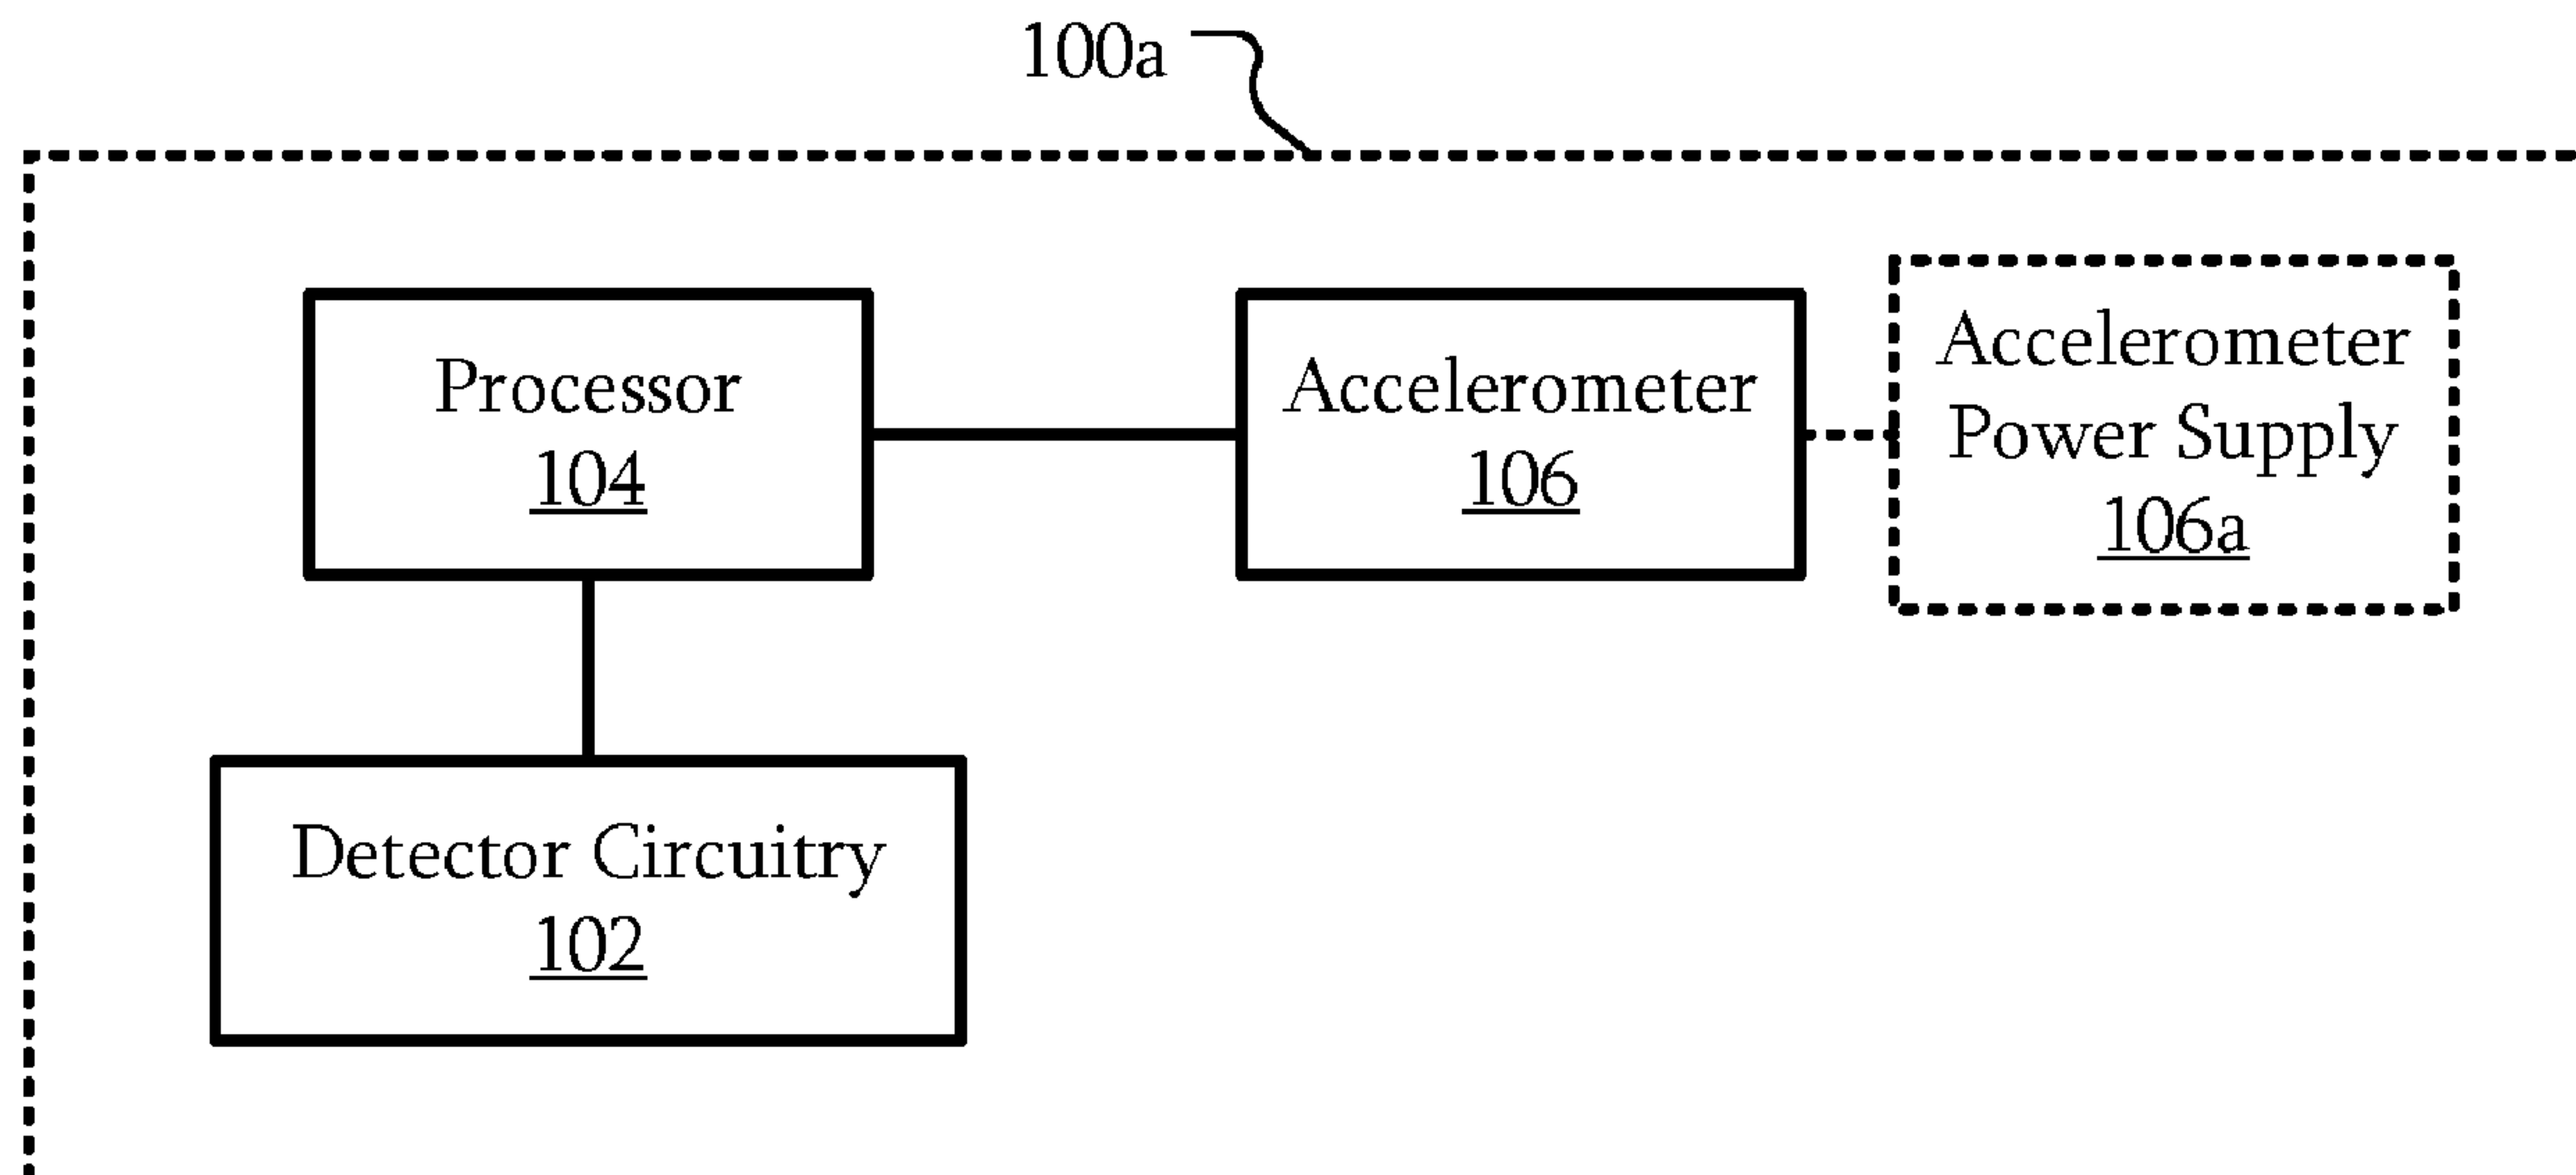 100a
Processor
104
Accelerometer
106
Accelerometer
Power Supply
106a
Detector Circuitry
102